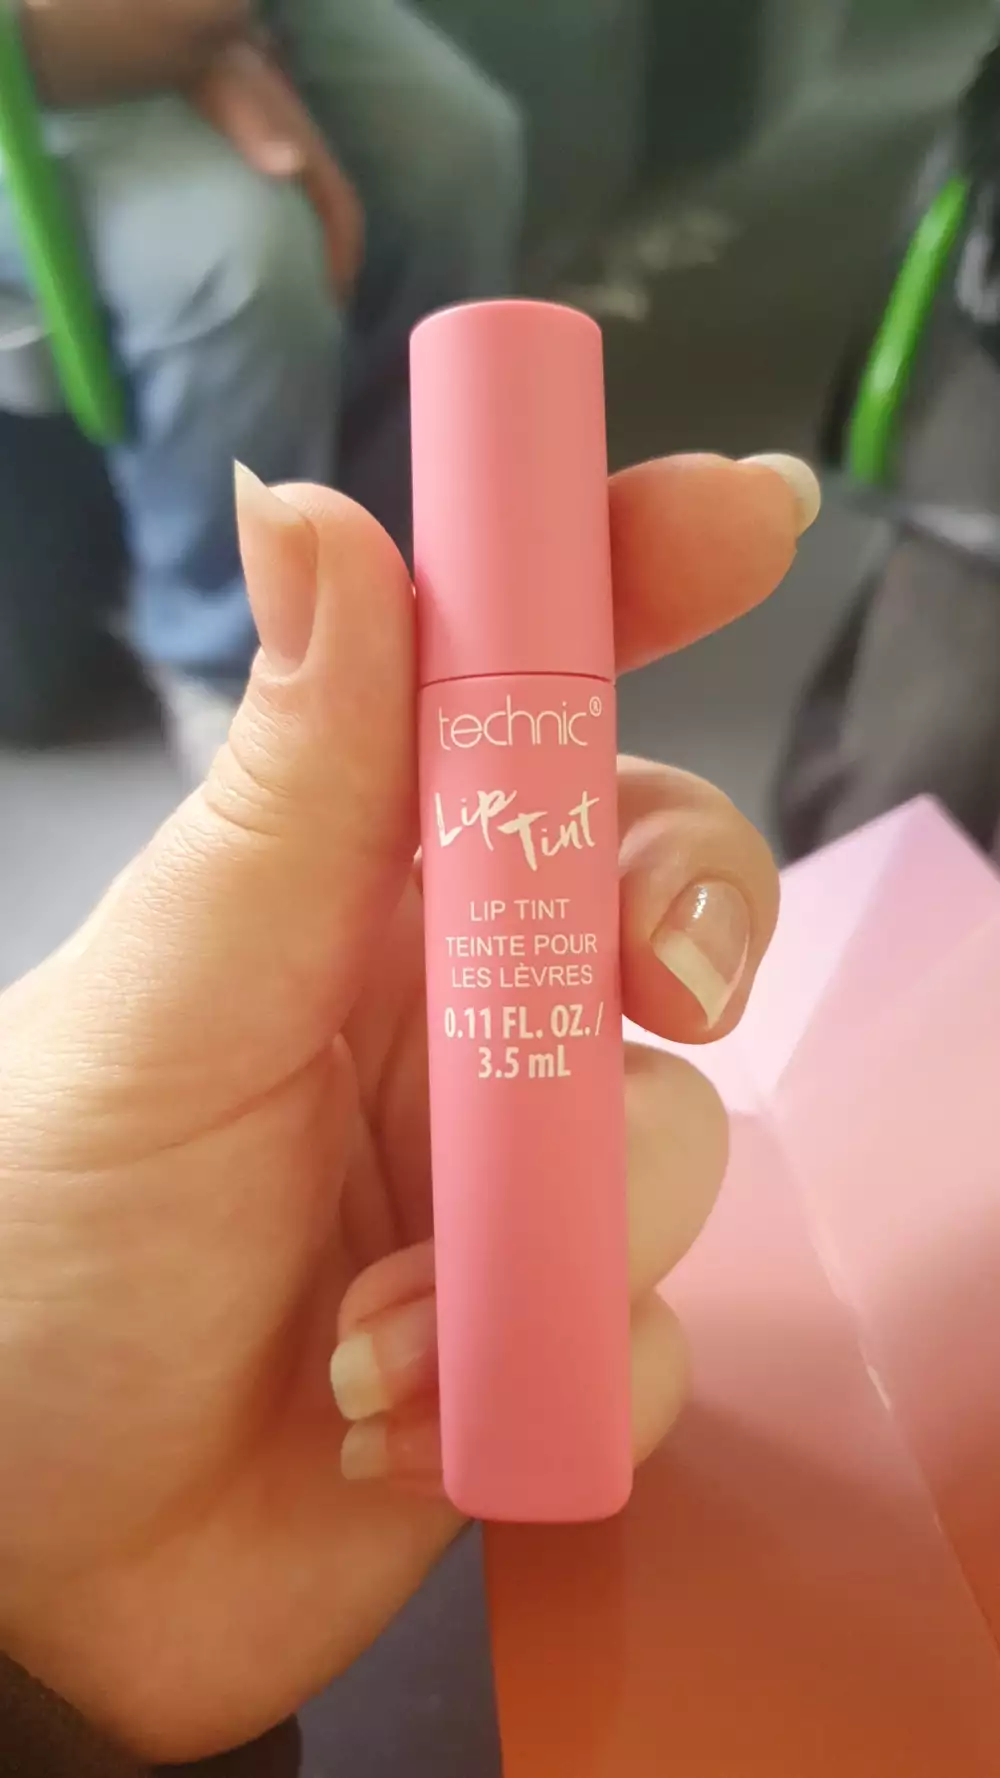 technic®
Lip Tint
LIP TINT
TEINTE POUR
LES LÈVRES
0.11 FL. OZ. /
3.5 mL